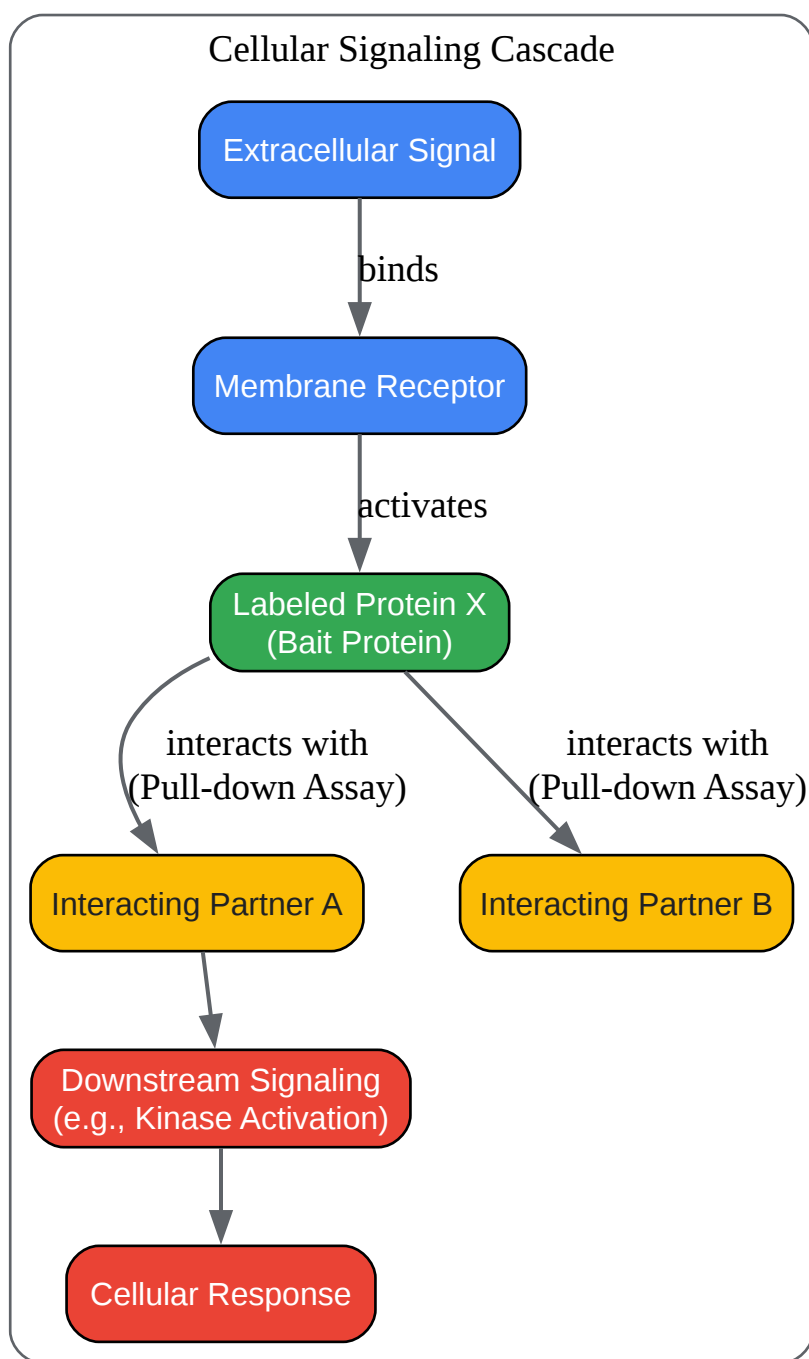 Cellular Signaling Cascade
Extracellular Signal
binds
Membrane Receptor
activates
Labeled Protein X
(Bait Protein)
interacts with
(Pull-down Assay)
interacts with
(Pull-down Assay)
Interacting Partner A
Interacting Partner B
Downstream Signaling
(e.g., Kinase Activation)
Cellular Response